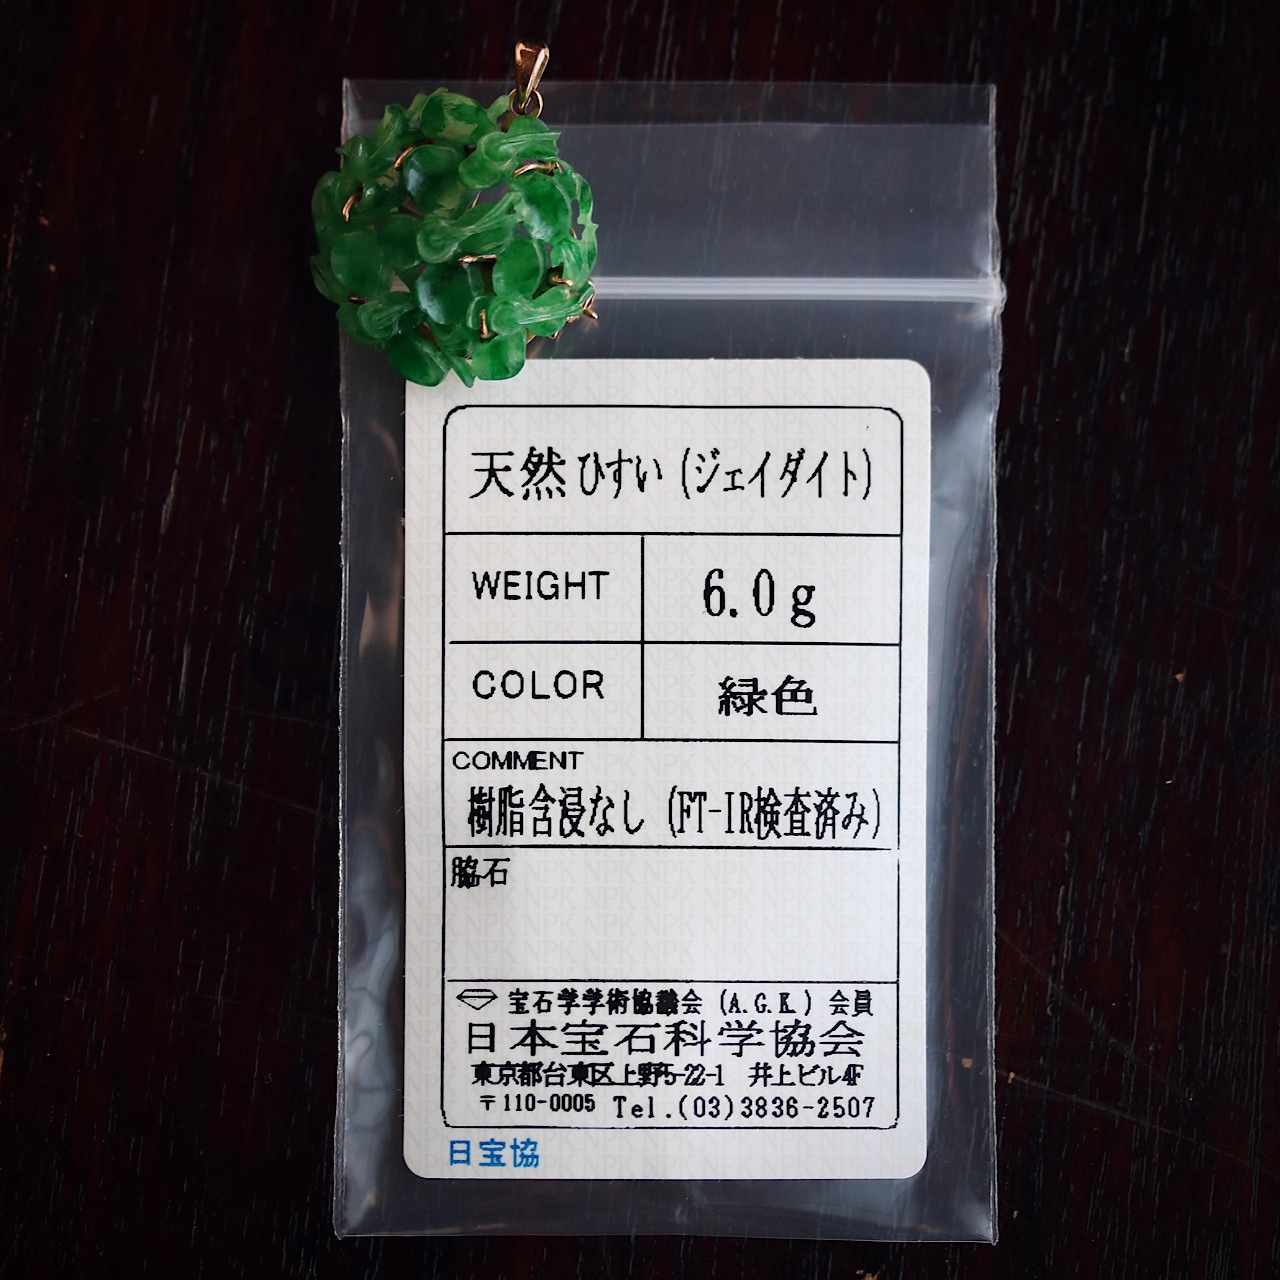 天然ひすい(ジェイダイト)
WEIGHT 6.0g
COLOR 緑色
COMMENT
樹脂含浸なし(FT-IR検査済み)
脇石
宝石学学術協議会(A.G.K.)会員
日本宝石科学協会
東京都台東区上野5-22-1 井上ビル4F
〒110-0005 Tel.(03)3836-2507
日宝協